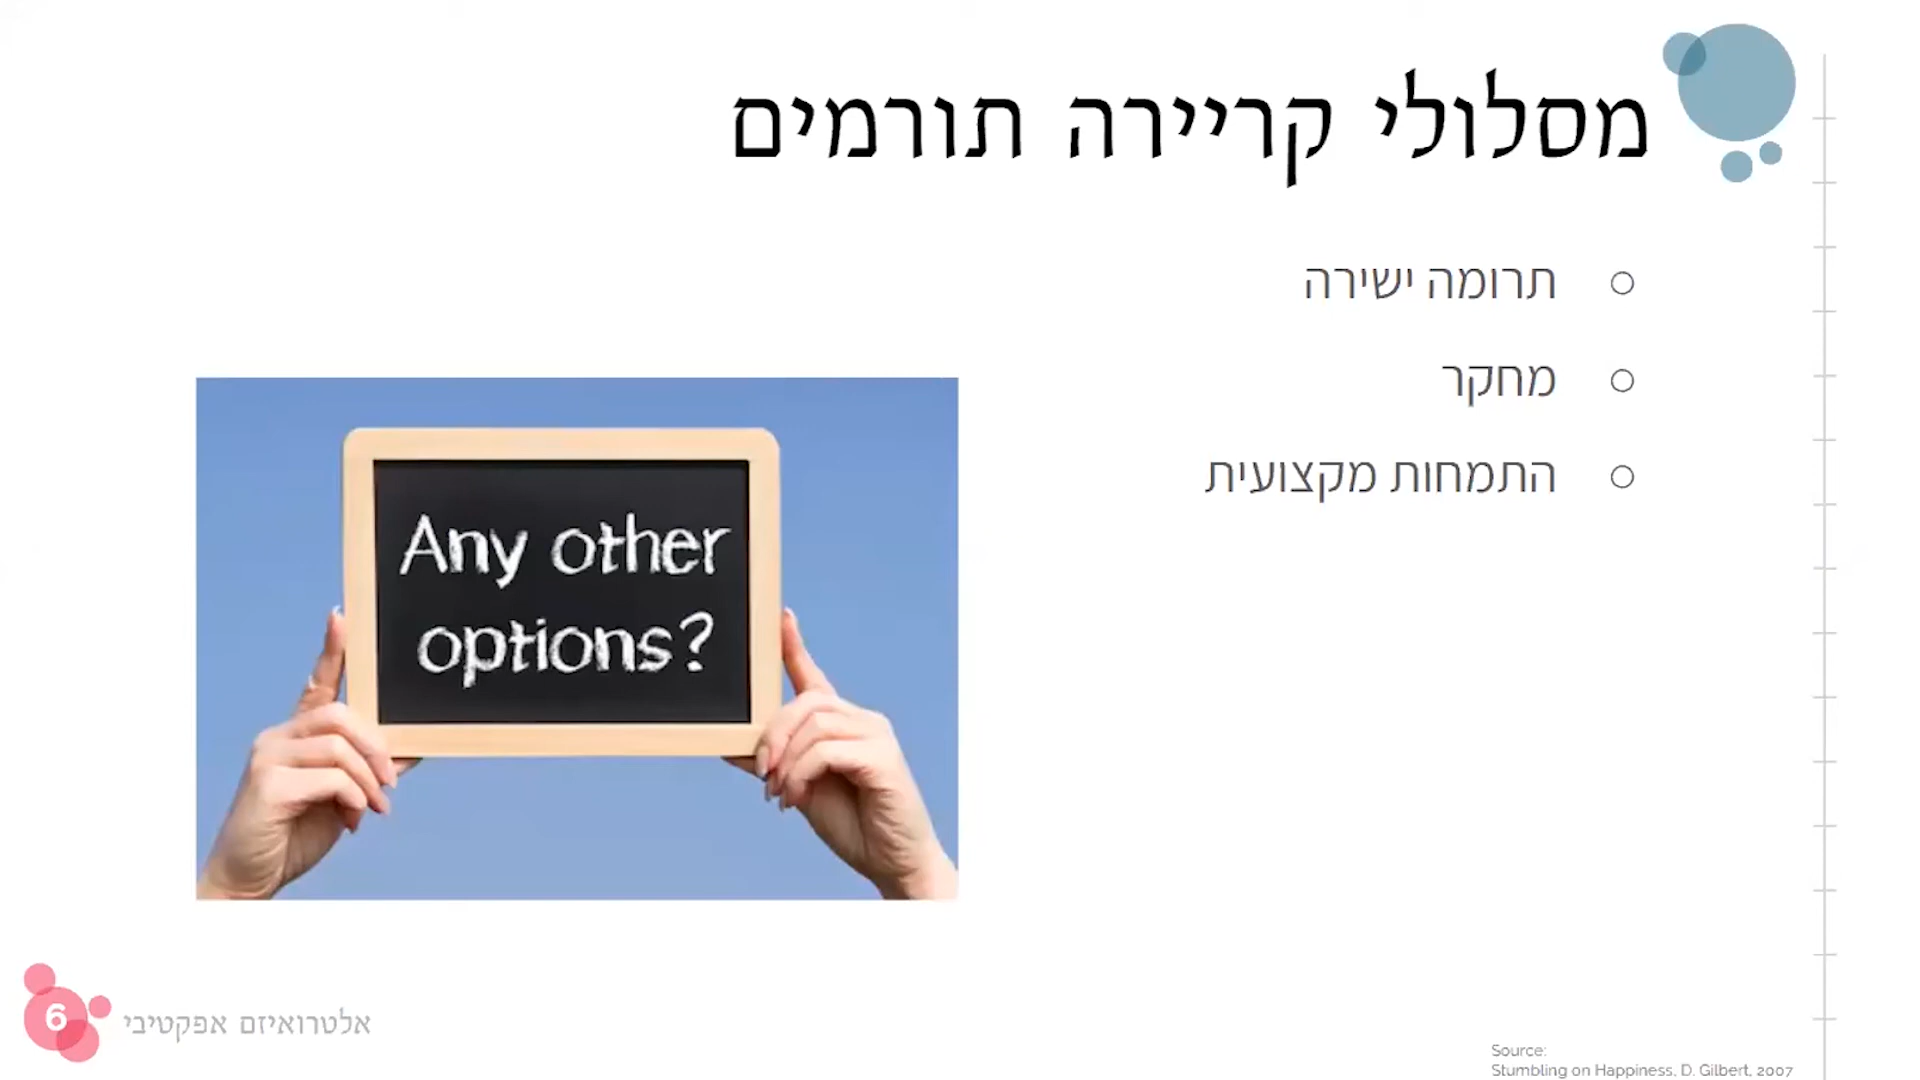 מסלולי קריירה תורמים
תרומה ישירה
מחקר
התמחות מקצועית
Any other
options?
6
אלטרואיזם אפקטיבי
Source:
Stumbling on Happiness, D. Gilbert, 2007